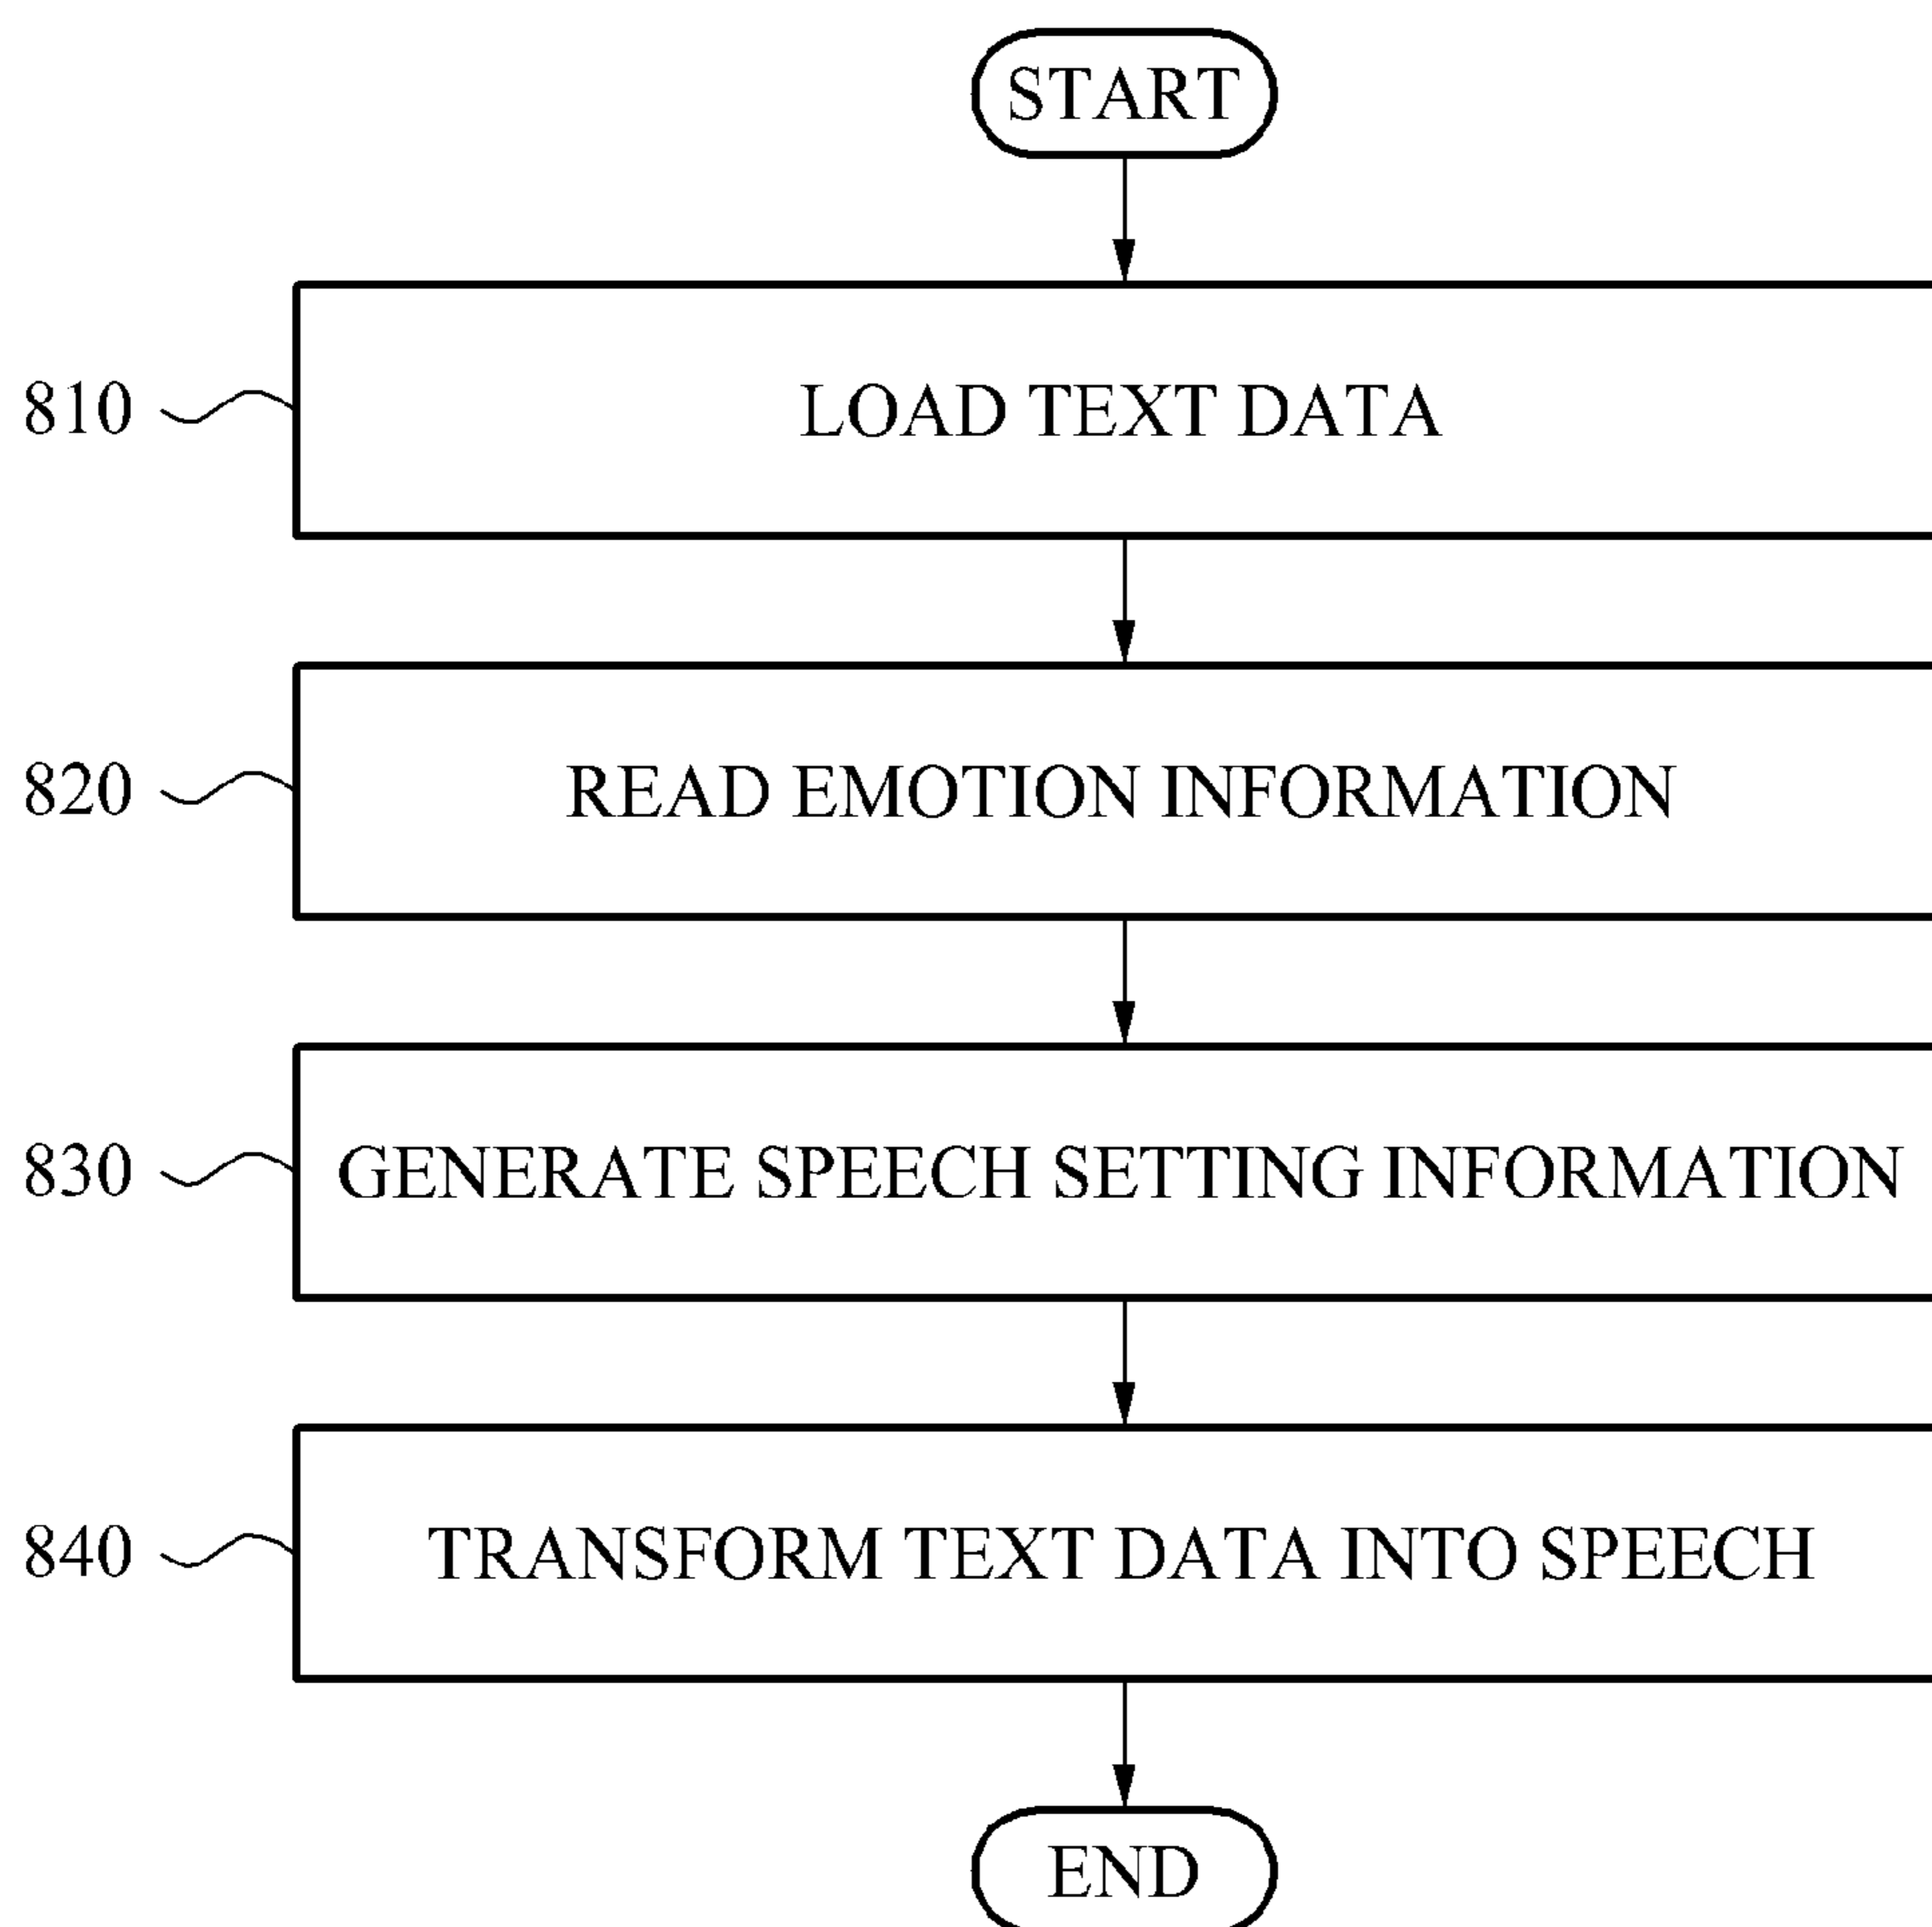 START
810 LOAD TEXT DATA
820 READ EMOTION INFORMATION
830 GENERATE SPEECH SETTING INFORMATION
840 TRANSFORM TEXT DATA INTO SPEECH
END